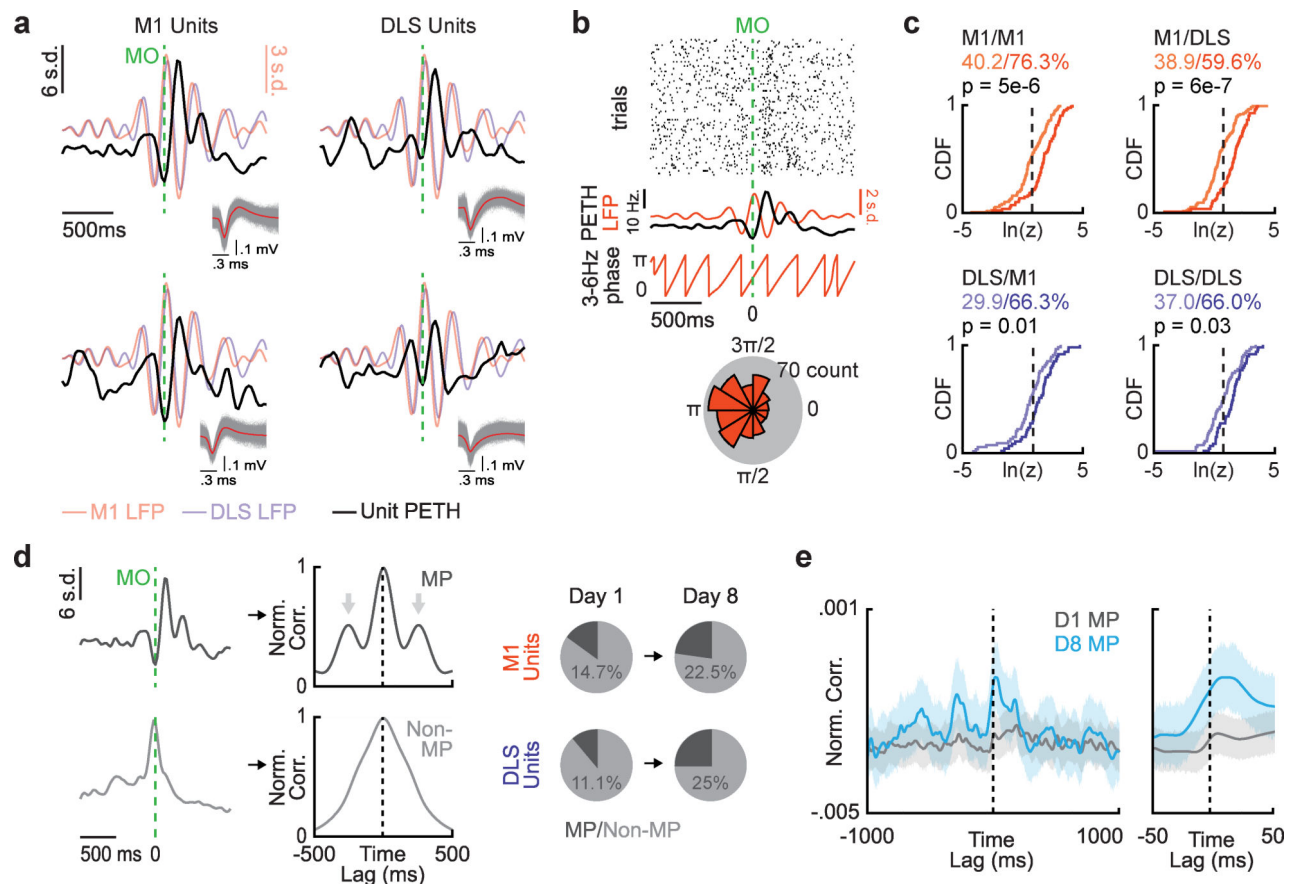 a
M1 Units
DLS Units
6 s.d.
MO
3 s.d.
500ms
.1 mV
.3 ms
.1 mV
.3 ms
.1 mV
.3 ms
.1 mV
.3 ms
M1 LFP
DLS LFP
Unit PETH
b
MO
trials
PETH
LFP
10 Hz.
2 s.d.
3-6Hz
phase
π
0
500ms
0
3π/2
70 count
π
0
π/2
c
M1/M1
40.2/76.3%
p = 5e-6
1
CDF
0
-5
ln(z)
5
M1/DLS
38.9/59.6%
p = 6e-7
1
CDF
0
-5
ln(z)
5
DLS/M1
29.9/66.3%
p = 0.01
1
CDF
0
-5
ln(z)
5
DLS/DLS
37.0/66.0%
p = 0.03
1
CDF
0
-5
ln(z)
5
d
6 s.d.
MO
500 ms
0
1
Norm.
Corr.
0
MP
1
Norm.
Corr.
0
Non-
MP
-500
Time
Lag (ms)
500
Day 1
Day 8
M1
Units
14.7%
22.5%
DLS
Units
11.1%
25%
MP/Non-MP
e
.001
Norm. Corr.
-.005
D1 MP
D8 MP
-1000
Time
Lag (ms)
1000
-50
Time
Lag (ms)
50